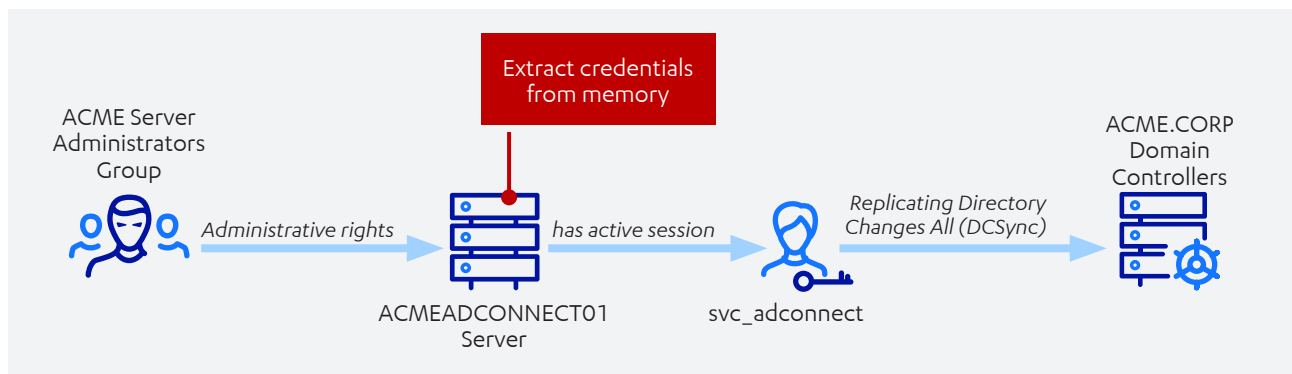 Extract credentials
from memory
ACME Server
Administrators
Group
ACME.CORP
Domain
Controllers
Administrative rights
has active session
Replicating Directory
Changes All (DCSync)
ACMEADCONNECT01
Server
svc_adconnect